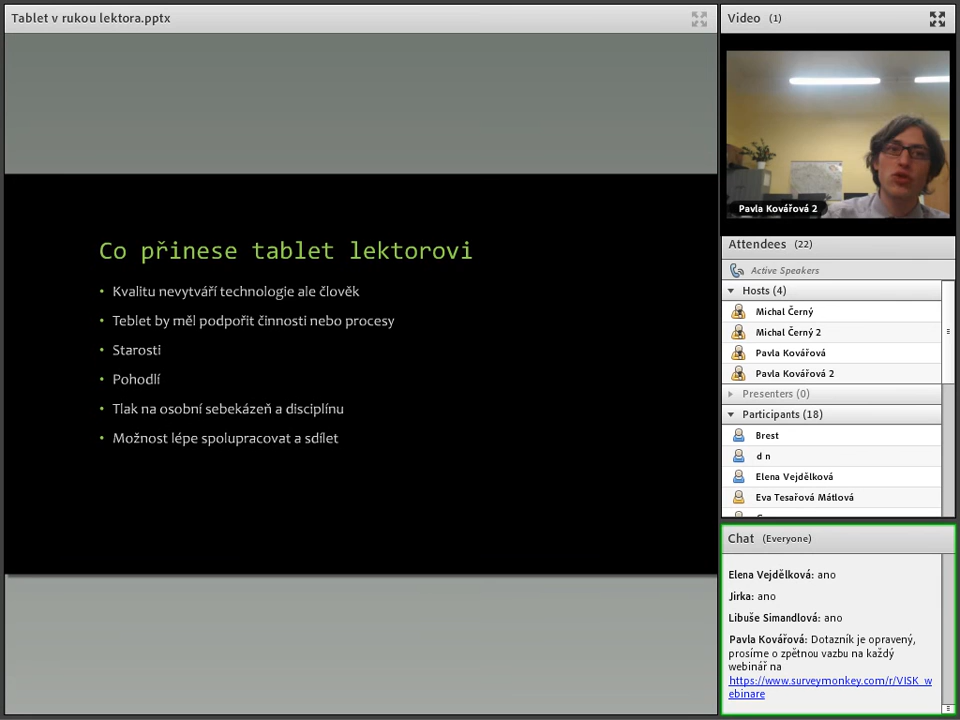 Tablet v rukou lektora.pptx
Co přinese tablet lektorovi
• Kvalitu nevytváří technologie ale člověk
• Teblet by měl podpořit činnosti nebo procesy
• Starosti
• Pohodlí
• Tlak na osobní sebekázeň a disciplínu
• Možnost lépe spolupracovat a sdílet
Video (1)
Pavla Kovářová 2
Attendees (22)
Active Speakers
Hosts (4)
Michal Černý
Michal Černý 2
Pavla Kovářová
Pavla Kovářová 2
Presenters (0)
Participants (18)
Brest
d n
Elena Vejdělková
Eva Tesařová Mátlová
Chat (Everyone)
Elena Vejdělková: ano
Jirka: ano
Libuše Simandlová: ano
Pavla Kovářová: Dotazník je opravený,
prosíme o zpětnou vazbu na každý
webinář na
https://www.surveymonkey.com/r/VISK_w
ebinare